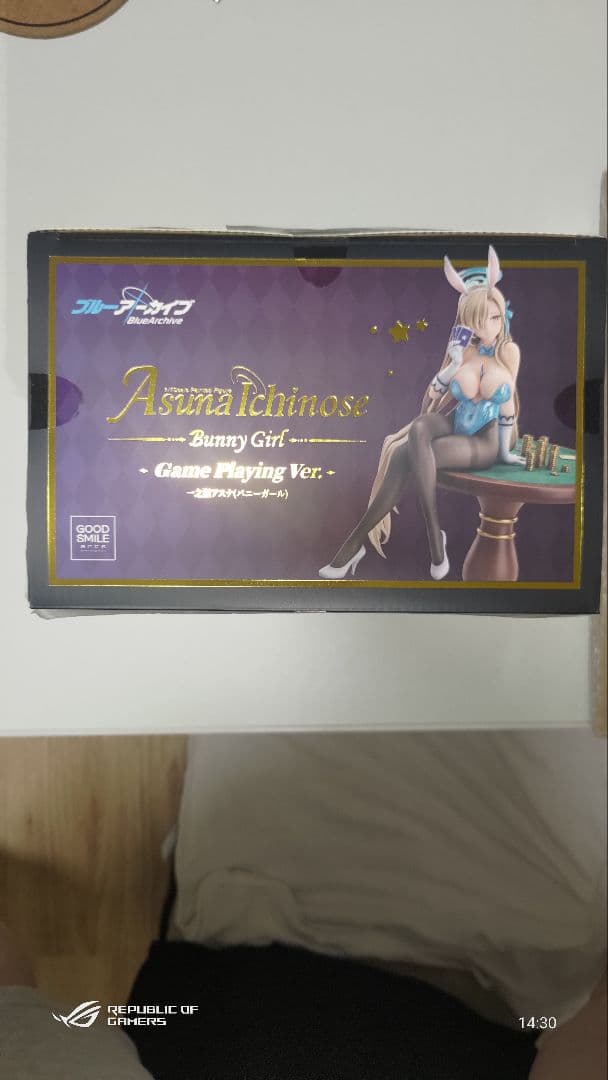 ブルーアーカイブ
BlueArchive
Asuna Ichinose
Bunny Girl
Game Playing Ver.
一之瀬アスナ(バニーガール)
GOOD
SMILE
REPUBLIC OF
GAMERS
14:30